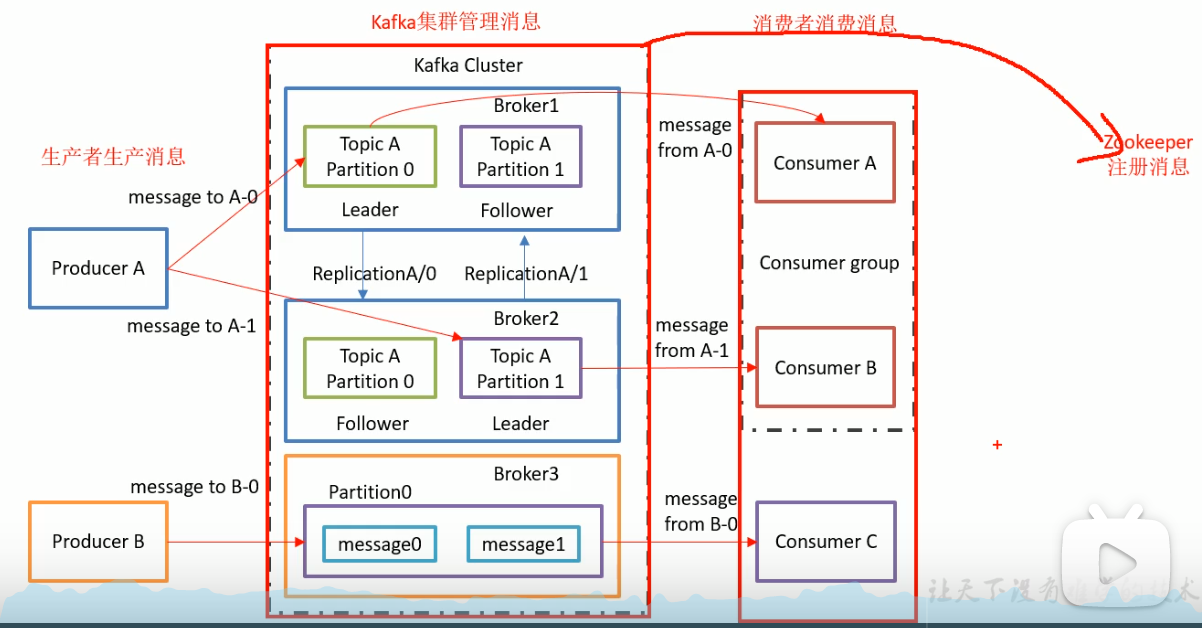 Kafka集群管理消息
消费者消费消息
Kafka Cluster
Broker1
Topic A
Partition 0
Topic A
Partition 1
Leader
Follower
生产者生产消息
message to A-0
Producer A
message to A-1
ReplicationA/0
ReplicationA/1
Broker2
Topic A
Partition 0
Topic A
Partition 1
Follower
Leader
message
from A-0
Consumer A
Zookeeper
注册消息
Consumer group
message
from A-1
Consumer B
message to B-0
Producer B
Broker3
Partition0
message0
message1
message
from B-0
Consumer C
让天下没有难学的技术